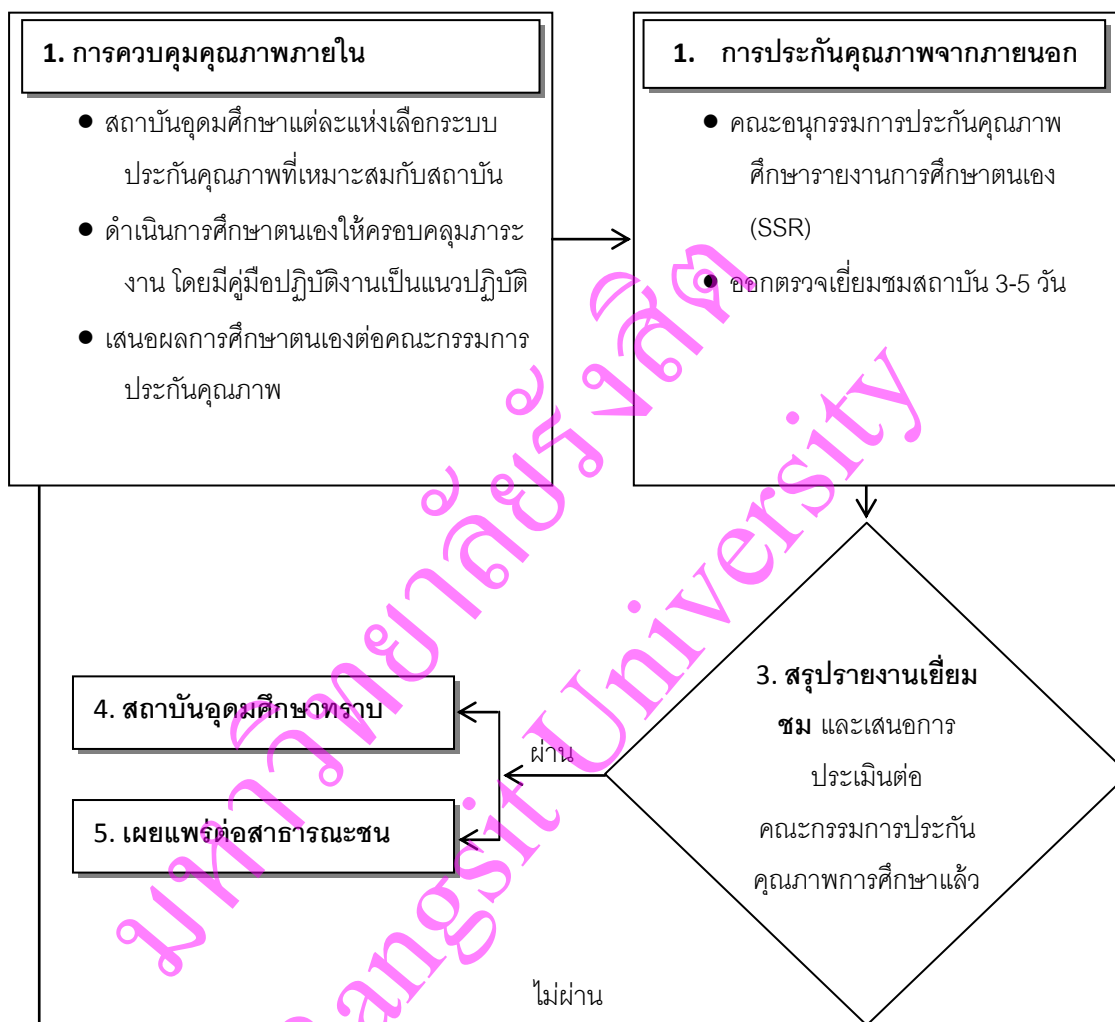 1. การควบคุมคุณภาพภายใน
● สถาบันอุดมศึกษาแต่ละแห่งเลือกระบบ
ประกันคุณภาพที่เหมาะสมกับสถาบัน
● ดำเนินการศึกษาตนเองให้ครอบคลุมภาระ
งาน โดยมีคู่มือปฏิบัติงานเป็นแนวปฏิบัติ
● เสนอผลการศึกษาตนเองต่อคณะกรรมการ
ประกันคุณภาพ
1. การประกันคุณภาพจากภายนอก
● คณะอนุกรรมการประกันคุณภาพ
ศึกษารายงานการศึกษาตนเอง
(SSR)
● ออกตรวจเยี่ยมชมสถาบัน 3-5 วัน
3. สรุปรายงานเยี่ยม
ชม และเสนอการ
ประเมินต่อ
คณะกรรมการประกัน
คุณภาพการศึกษาแล้ว
ผ่าน
4. สถาบันอุดมศึกษาทราบ
5. เผยแพร่ต่อสาธารณะชน
ไม่ผ่าน
มหาวิทยาลัยรังสิต
angsit University